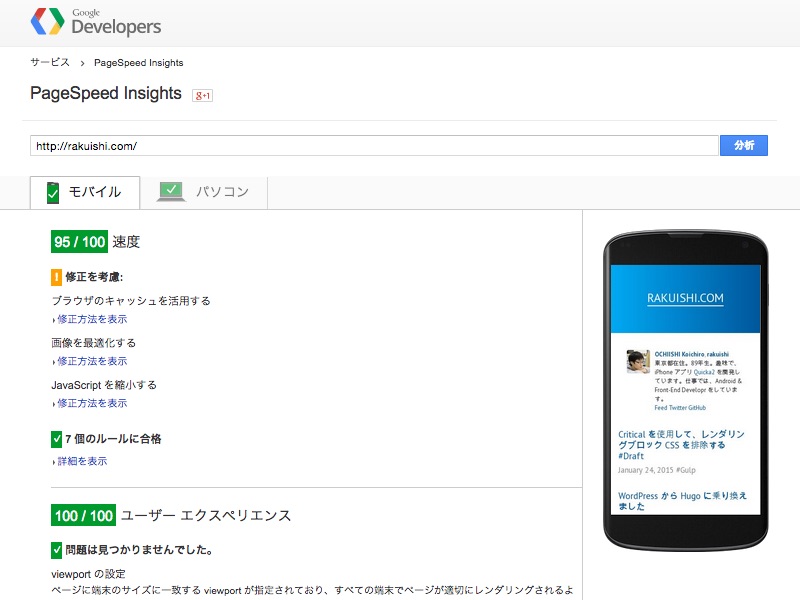 Google
Developers
サービス › PageSpeed Insights
PageSpeed Insights
g+1
http://rakuishi.com/
分析
モバイル
パソコン
95 / 100 速度
! 修正を考慮:
ブラウザのキャッシュを活用する
修正方法を表示
画像を最適化する
修正方法を表示
JavaScript を縮小する
修正方法を表示
7 個のルールに合格
詳細を表示
100 / 100 ユーザー エクスペリエンス
問題は見つかりませんでした。
viewport の設定
ページに端末のサイズに一致する viewport が指定されており、すべての端末でページが適切にレンダリングされるよ
RAKUISHI.COM
OCHIISHI Koichiro, rakuishi
東京都在住。89年生。趣味で、
iPhone アプリ Quicka2 を開発し
ています。仕事では、Android &
Front-End Developr をしていま
す。
Feed Twitter GitHub
Critical を使用して、レンダリン
グブロック CSS を排除する
#Draft
January 24, 2015 #Gulp
WordPress から Hugo に乗り換え
ました